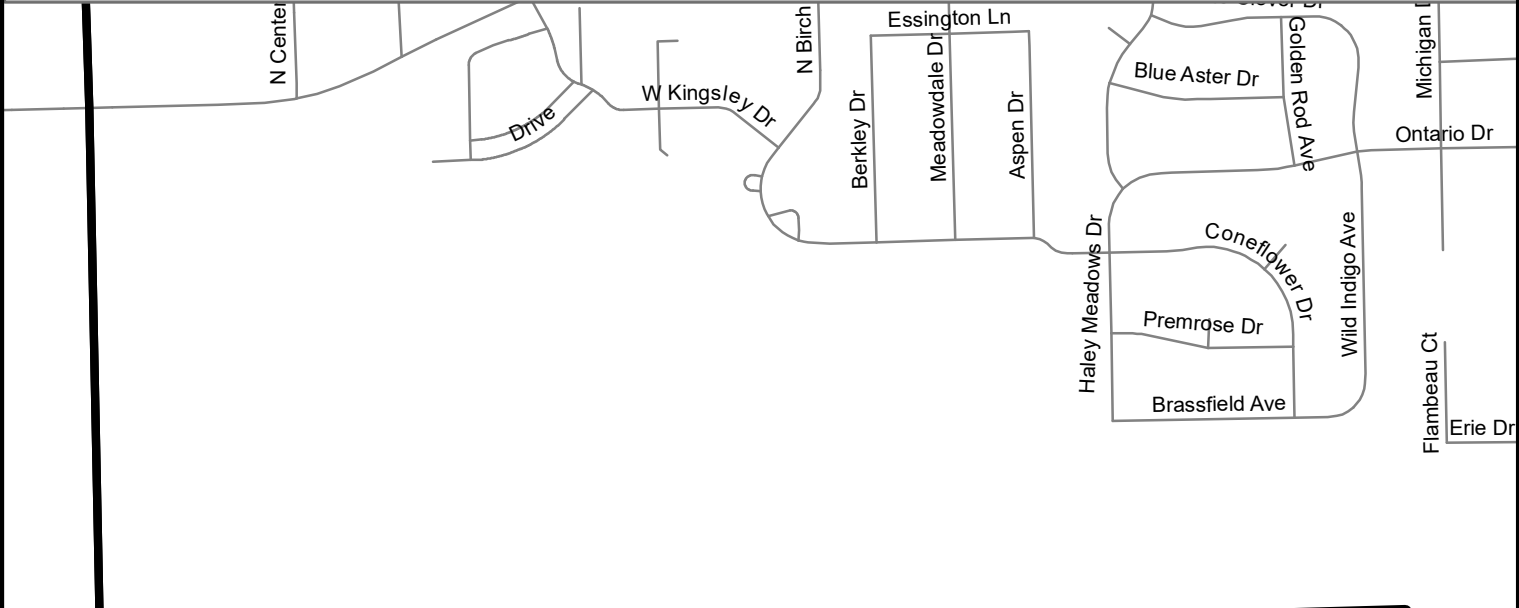 N Center
N Birch
Essington Ln
Michigan D
Golden Rod Ave
Blue Aster Dr
W Kingsley Dr
Drive
Berkley Dr
Meadowdale Dr
Aspen Dr
Ontario Dr
Haley Meadows Dr
Coneflower Dr
Wild Indigo Ave
Premrose Dr
Brassfield Ave
Flambeau Ct
Erie Dr